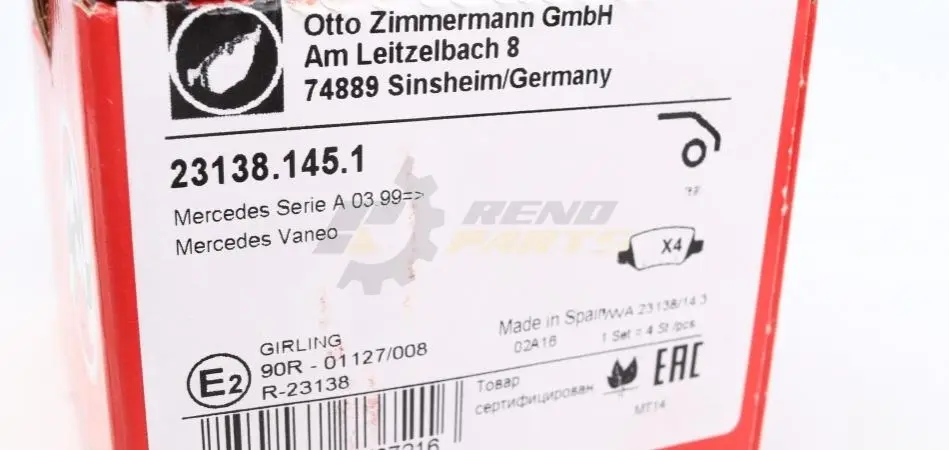 Otto Zimmermann GmbH
Am Leitzelbach 8
74889 Sinsheim/Germany
23138.145.1
Mercedes Serie A 03.99=>
Mercedes Vaneo
RENO
PARTS
X4
Made in Spain
WVA 23138/14.3
02A16
1 Set = 4 St./pcs.
E2
GIRLING
90R - 01127/008
R-23138
Товар
сертифицирован
EAC
MT14